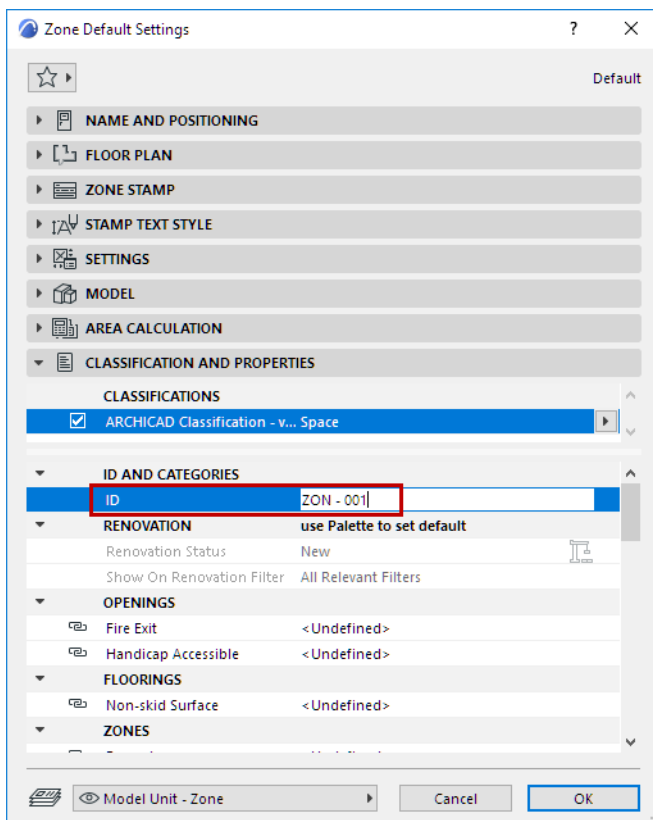 Zone Default Settings ?
Default
NAME AND POSITIONING
FLOOR PLAN
ZONE STAMP
STAMP TEXT STYLE
SETTINGS
MODEL
AREA CALCULATION
CLASSIFICATION AND PROPERTIES
CLASSIFICATIONS
ARCHICAD Classification - v... Space
ID AND CATEGORIES
ID ZON - 001
RENOVATION use Palette to set default
Renovation Status New
Show On Renovation Filter All Relevant Filters
OPENINGS
Fire Exit <Undefined>
Handicap Accessible <Undefined>
FLOORINGS
Non-skid Surface <Undefined>
ZONES
Model Unit - Zone Cancel OK